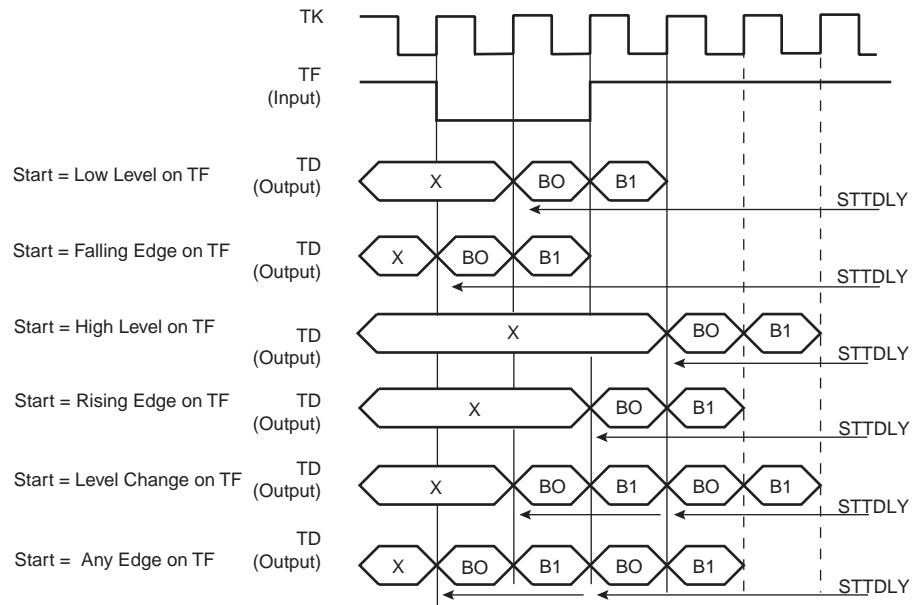 TK
TF
(Input)
Start = Low Level on TF
TD
(Output)
X
BO
B1
STTDLY
Start = Falling Edge on TF
TD
(Output)
X
BO
B1
STTDLY
Start = High Level on TF
TD
(Output)
X
BO
B1
STTDLY
Start = Rising Edge on TF
TD
(Output)
X
BO
B1
STTDLY
Start = Level Change on TF
TD
(Output)
X
BO
B1
BO
B1
STTDLY
Start = Any Edge on TF
TD
(Output)
X
BO
B1
BO
B1
STTDLY